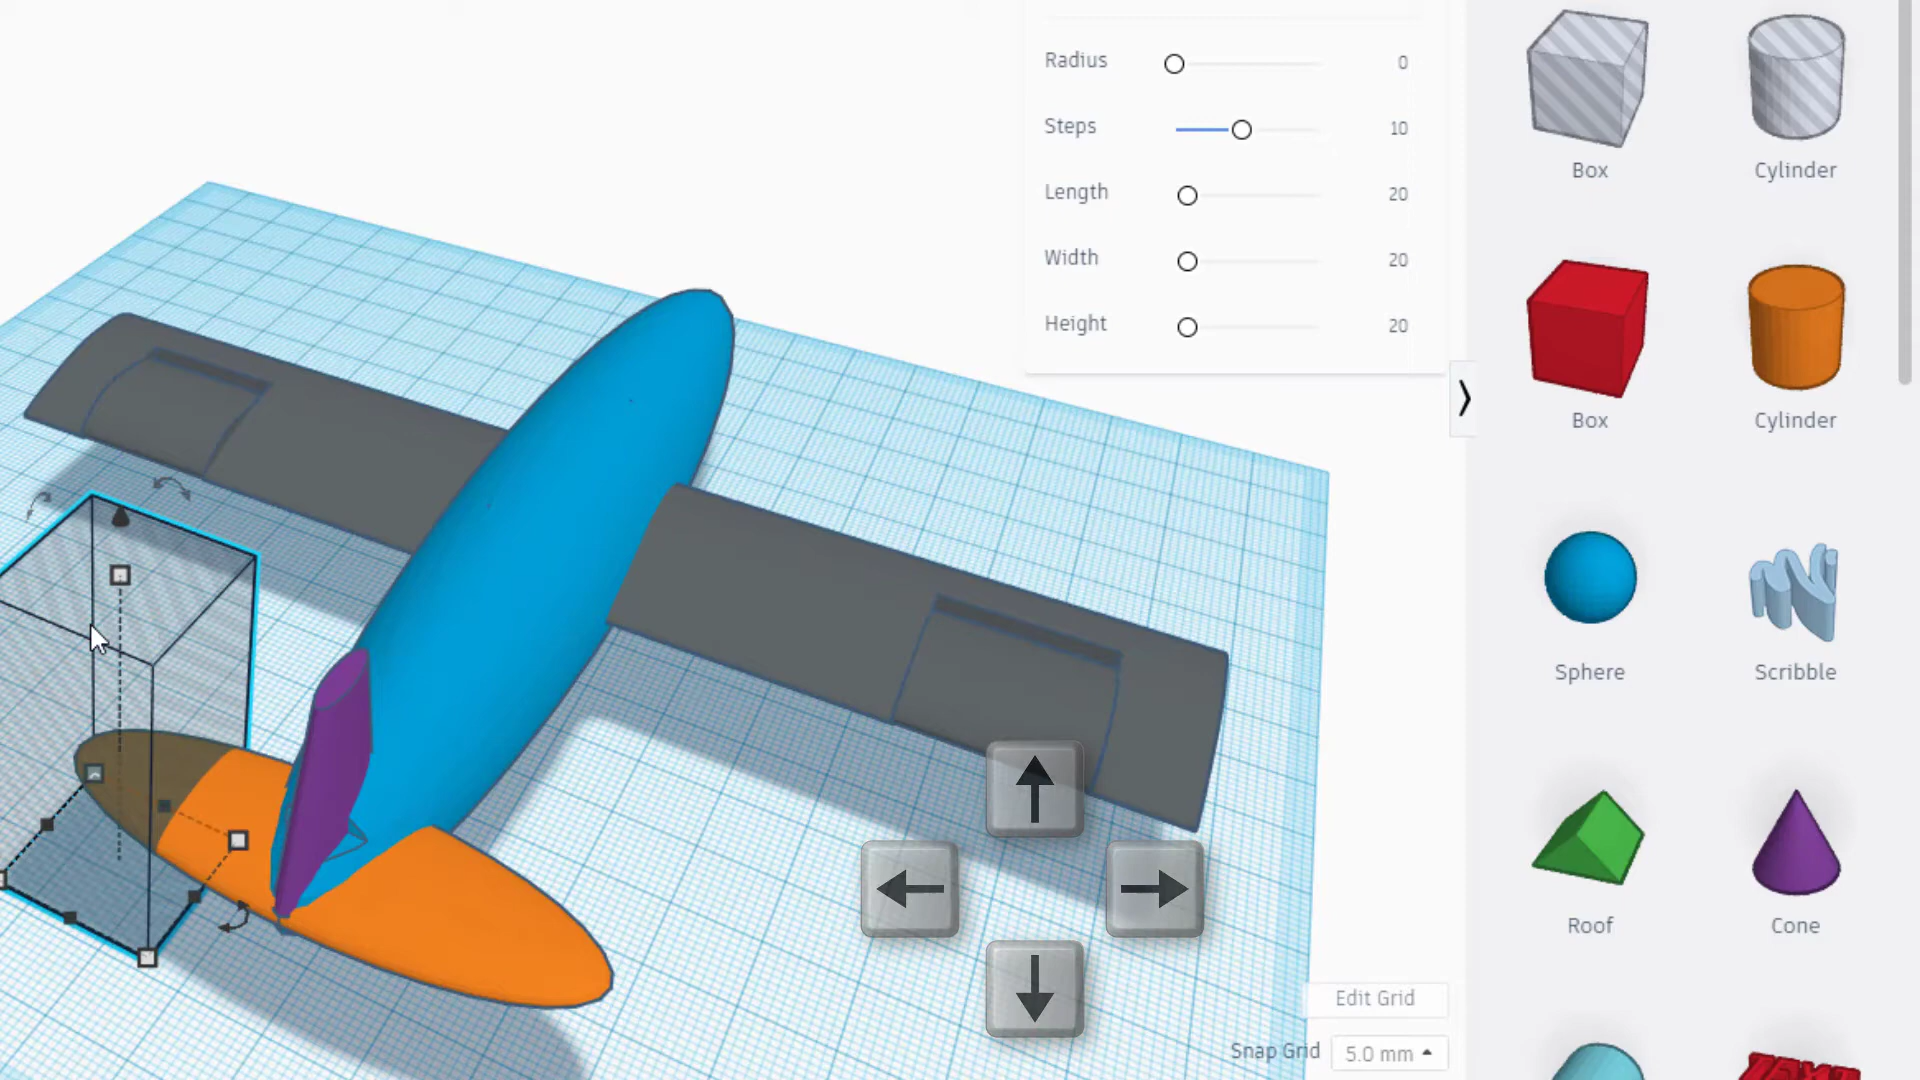 Radius 0
Steps 10
Length 20
Width 20
Height 20
Box
Cylinder
Box
Cylinder
Sphere
Scribble
Roof
Cone
TEXT
Edit Grid
Snap Grid 5.0 mm